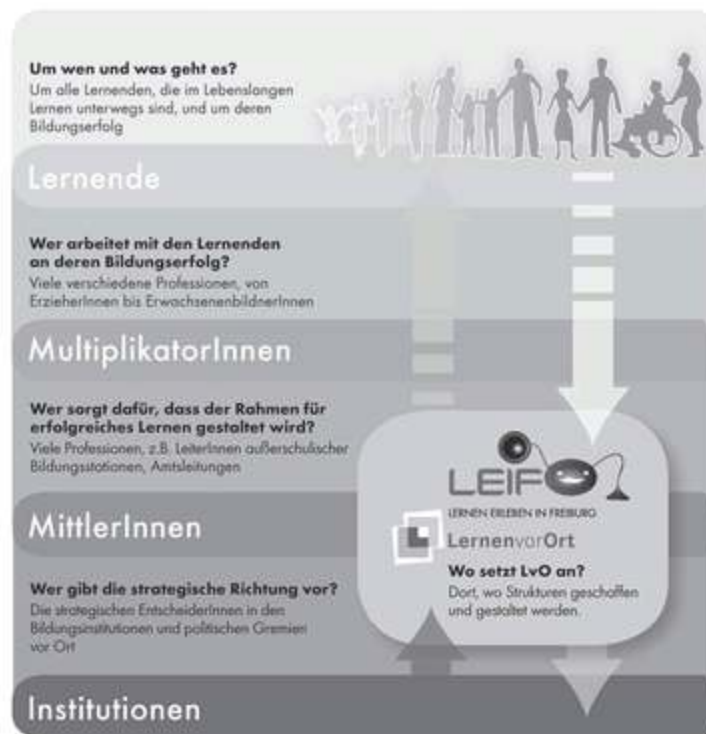 Um wen und was geht es?
Um alle Lernenden, die im Lebenslangen
Lernen unterwegs sind, und um deren
Bildungserfolg
Lernende
Wer arbeitet mit den Lernenden
an deren Bildungserfolg?
Viele verschiedene Professionen, von
ErzieherInnen bis ErwachsenenbildnerInnen
MultiplikatorInnen
Wer sorgt dafür, dass der Rahmen für
erfolgreiches Lernen gestaltet wird?
Viele Professionen, z.B. LeiterInnen außerschulischer
Bildungsstationen, Amtsleitungen
MittlerInnen
Wer gibt die strategische Richtung vor?
Die strategischen EntscheiderInnen in den
Bildungsinstitutionen und politischen Gremien
vor Ort
Institutionen
LEIF
LERNEN ERLEBEN IN FREIBURG
LernenvorOrt
Wo setzt LvO an?
Dort, wo Strukturen geschaffen
und gestaltet werden.